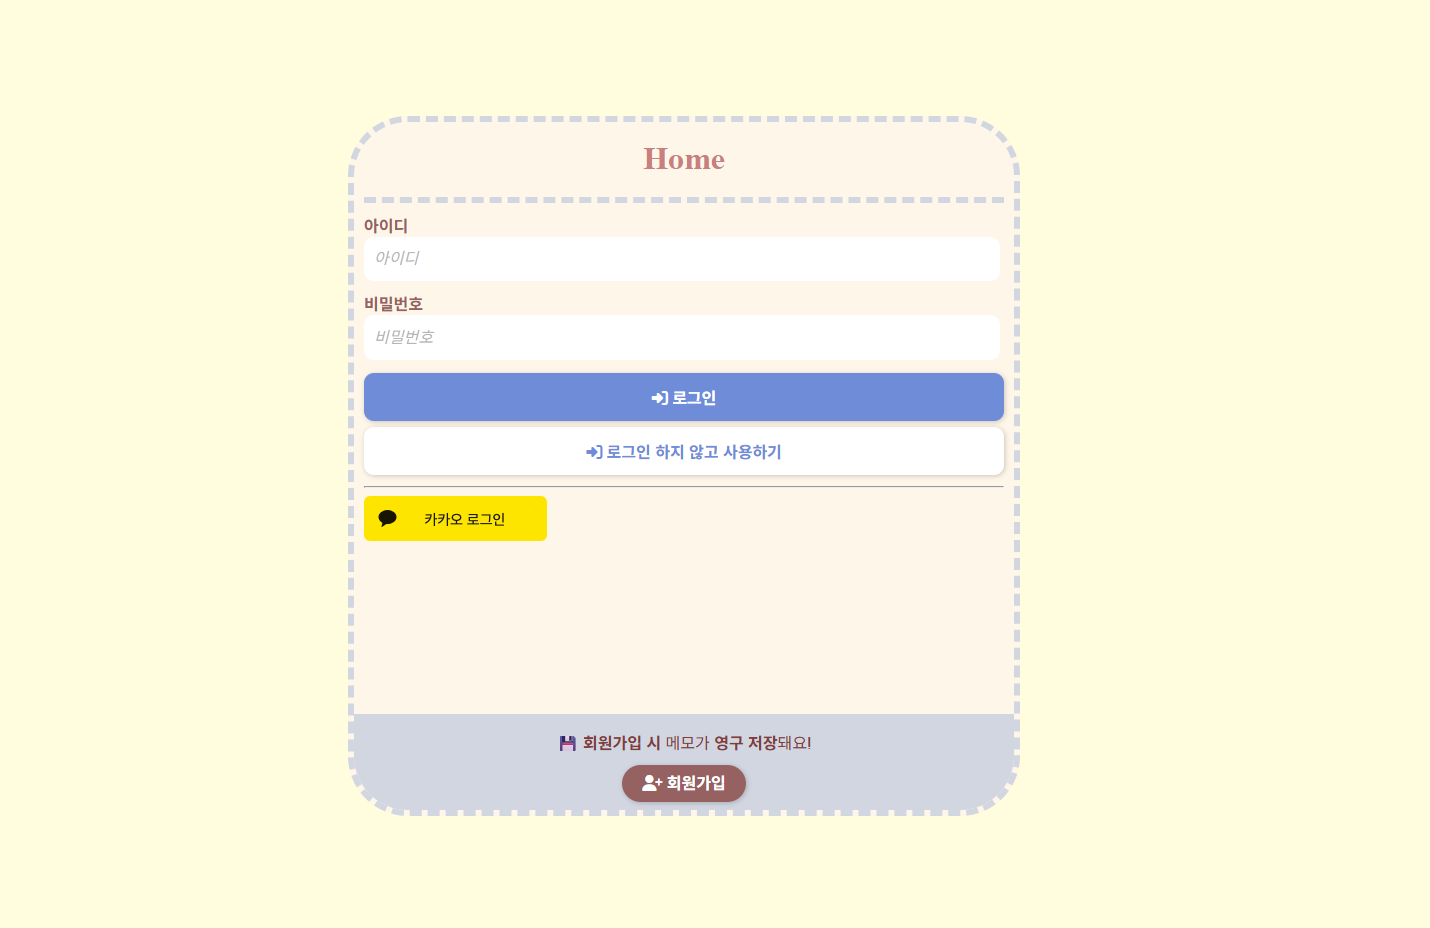 Home
아이디
아이디
비밀번호
비밀번호
로그인
로그인 하지 않고 사용하기
카카오 로그인
회원가입 시 메모가 영구 저장돼요!
회원가입